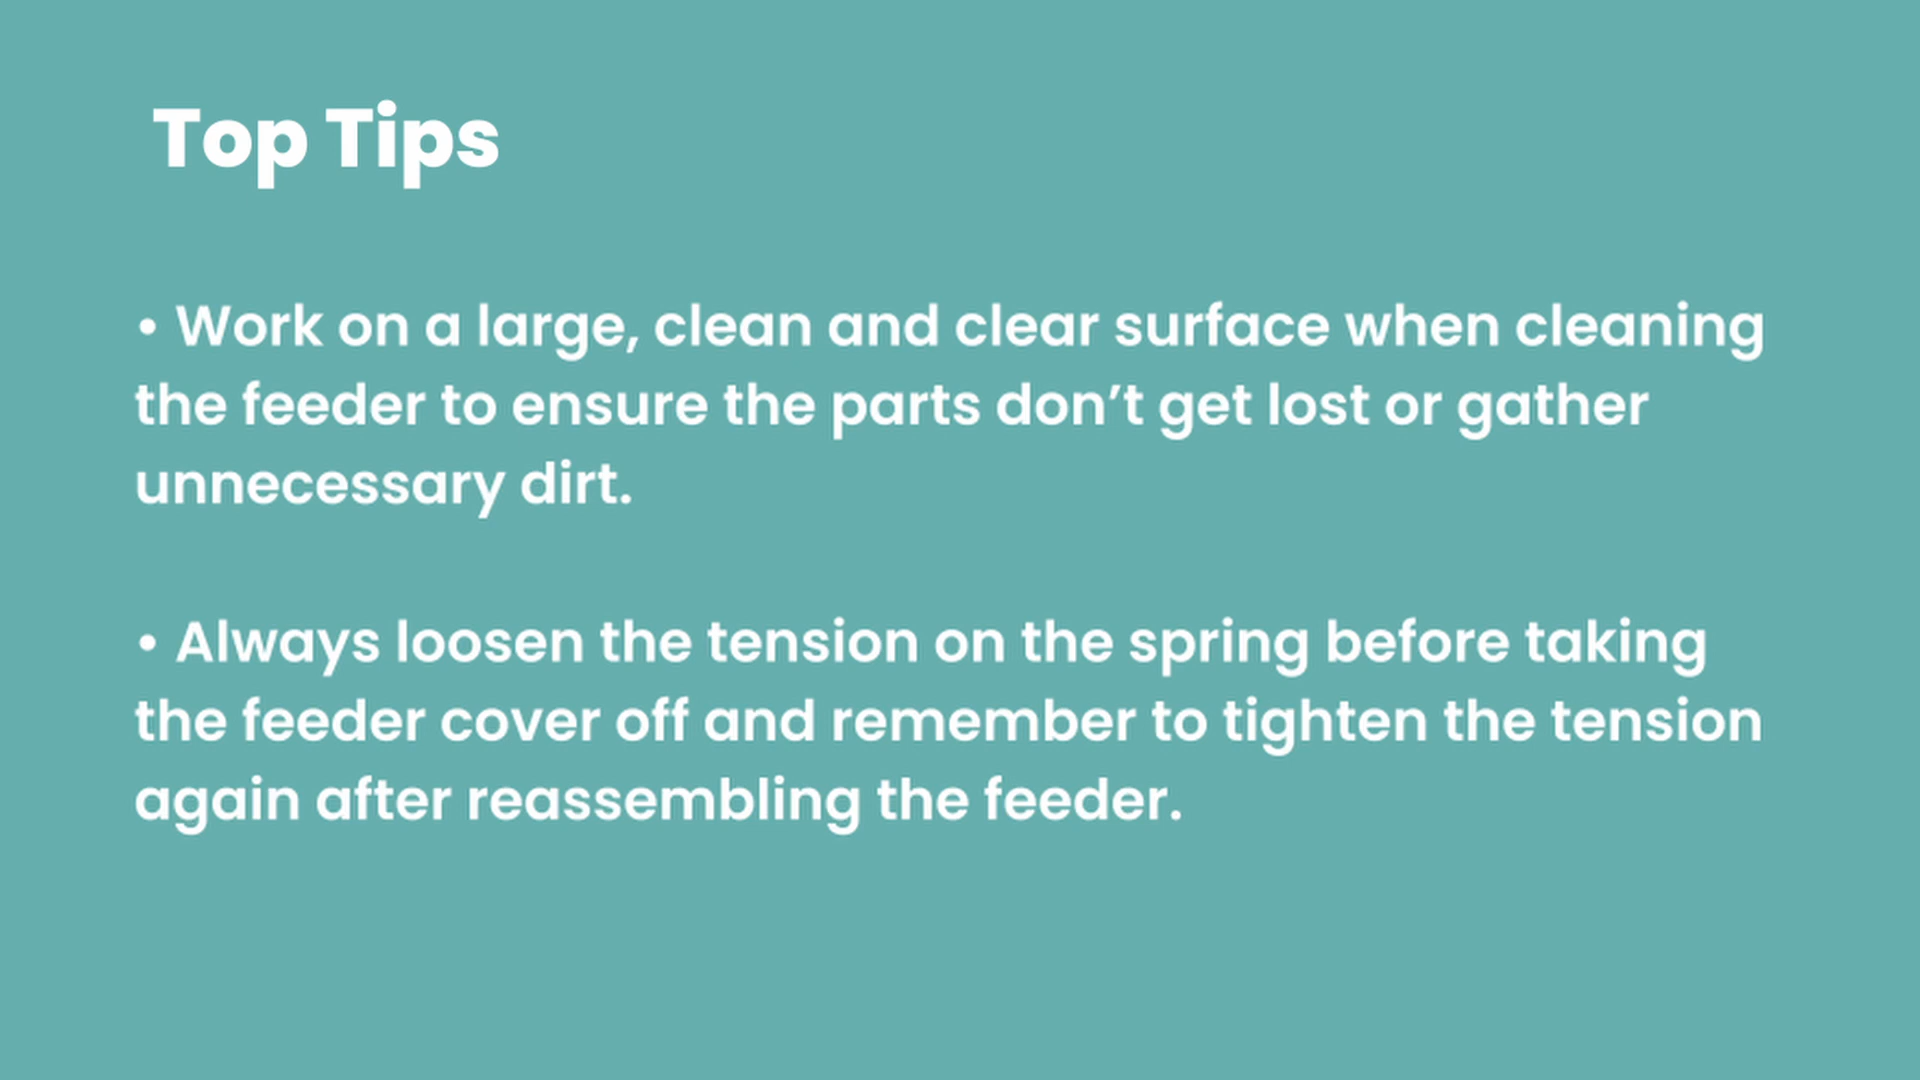 Top Tips
• Work on a large, clean and clear surface when cleaning
the feeder to ensure the parts don’t get lost or gather
unnecessary dirt.
• Always loosen the tension on the spring before taking
the feeder cover off and remember to tighten the tension
again after reassembling the feeder.